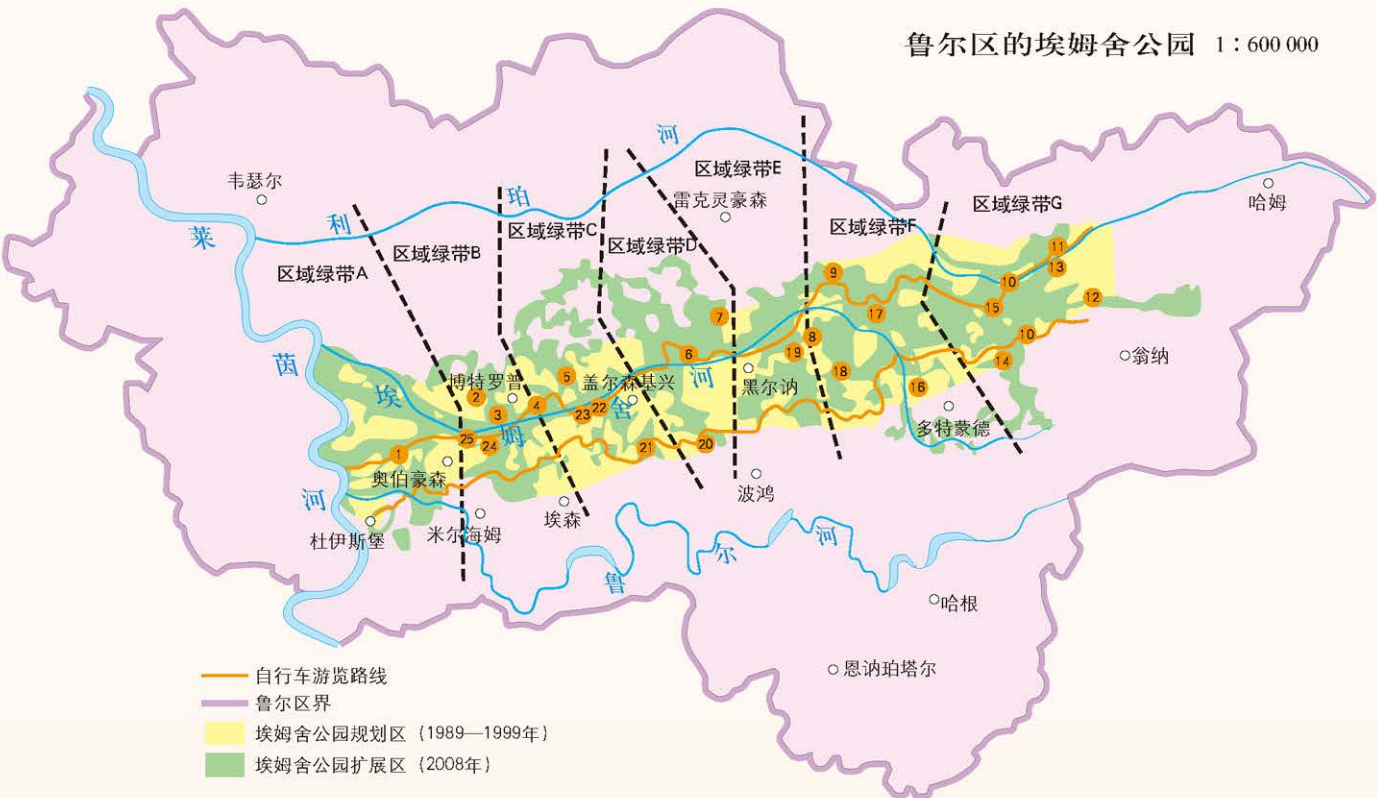 鲁尔区的埃姆舍公园 1：600 000
河
区域绿带E
韦瑟尔
珀
雷克灵豪森
哈姆
利
区域绿带C
区域绿带G
莱
区域绿带B
区域绿带D
区域绿带F
区域绿带A
11
9
13
10
12
15
17
7
茵
8
10
6
19
翁纳
埃
博特罗普
5
盖尔森基兴
河
黑尔讷
18
14
2
16
4
22
3
23
舍
多特蒙德
姆
25
24
21
20
1
奥伯豪森
河
波鸿
埃森
杜伊斯堡
米尔海姆
尔
河
鲁
哈根
恩讷珀塔尔
自行车游览路线
鲁尔区界
埃姆舍公园规划区（1989—1999年）
埃姆舍公园扩展区（2008年）